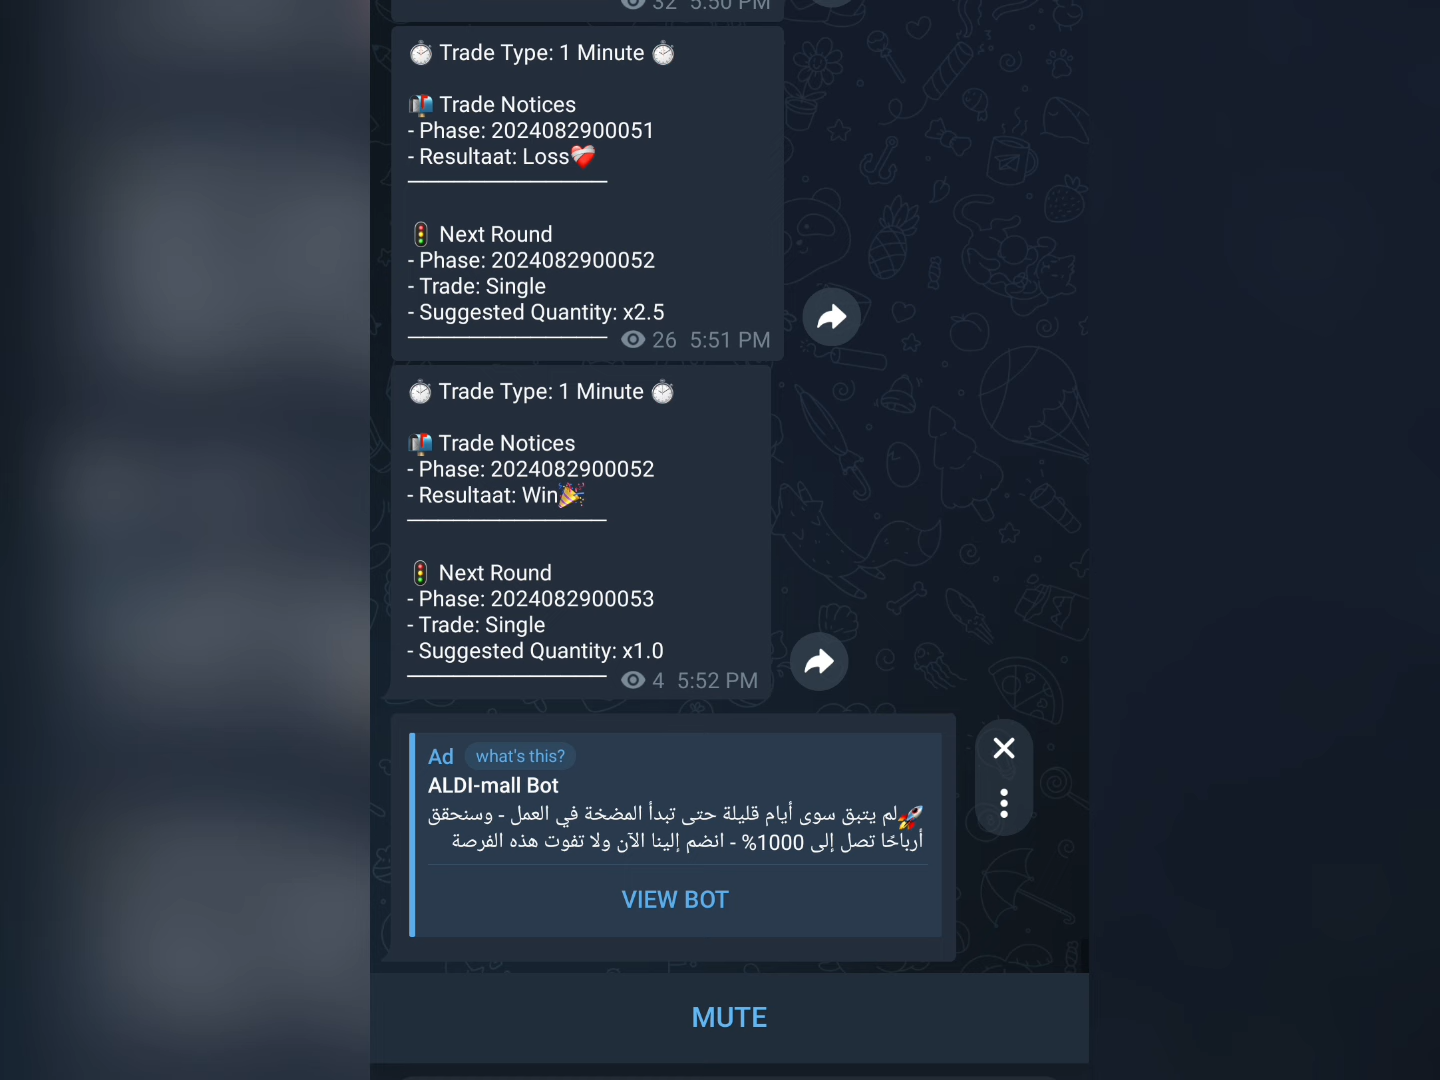 32 5:50 PM
⏱ Trade Type: 1 Minute ⏱
📬 Trade Notices
- Phase: 2024082900051
- Resultaat: Loss❤️‍🩹
🚦 Next Round
- Phase: 2024082900052
- Trade: Single
- Suggested Quantity: x2.5
26 5:51 PM
⏱ Trade Type: 1 Minute ⏱
📬 Trade Notices
- Phase: 2024082900052
- Resultaat: Win🎉
🚦 Next Round
- Phase: 2024082900053
- Trade: Single
- Suggested Quantity: x1.0
4 5:52 PM
Ad what's this?
ALDI-mall Bot
🚀لم يتبق سوى أيام قليلة حتى تبدأ المضخة في العمل - وسنحقق
أرباحًا تصل إلى 1000% - انضم إلينا الآن ولا تفوت هذه الفرصة
VIEW BOT
MUTE